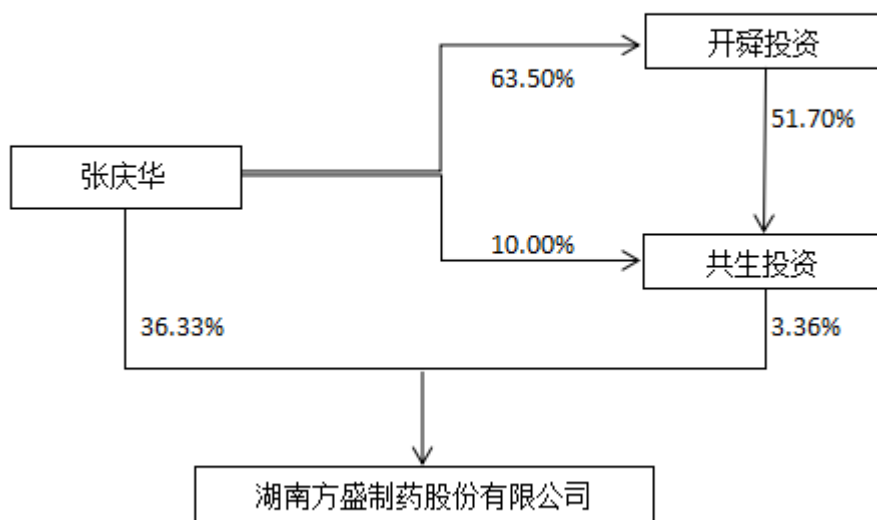 开舜投资
63.50%
51.70%
张庆华
10.00%
共生投资
36.33%
3.36%
湖南方盛制药股份有限公司